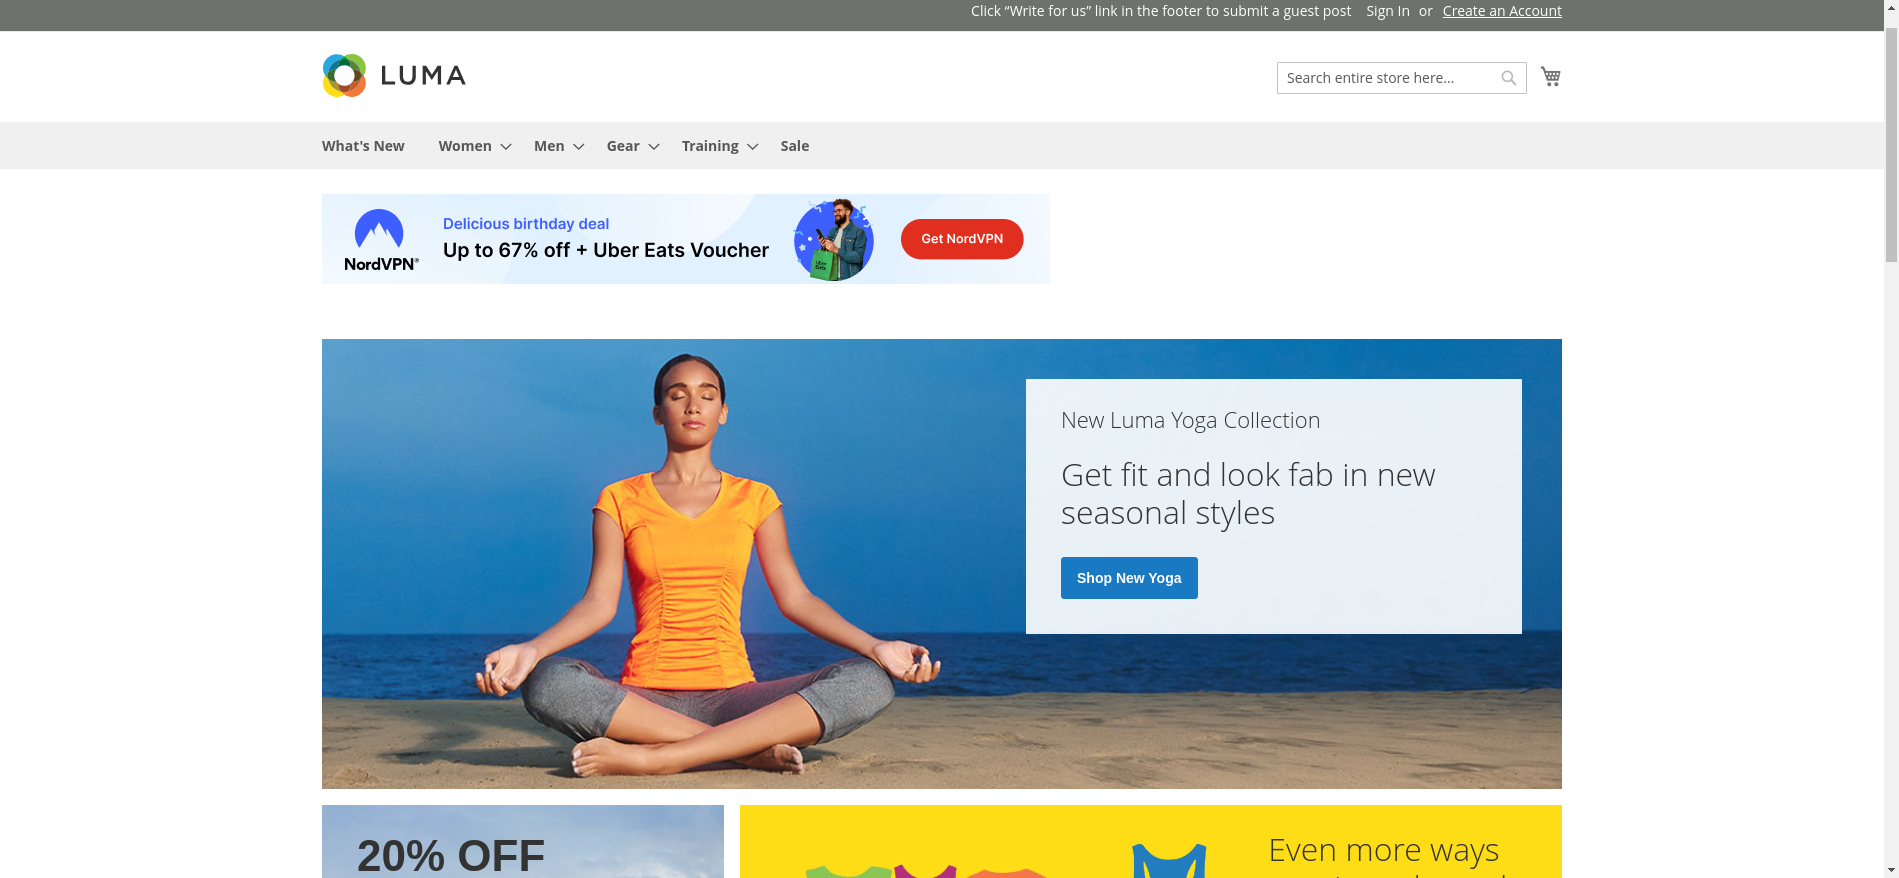 Click “Write for us” link in the footer to submit a guest post Sign In or Create an Account
LUMA
Search entire store here...
What's New Women Men Gear Training Sale
NordVPN®
Delicious birthday deal
Up to 67% off + Uber Eats Voucher
Uber Eats
Get NordVPN
New Luma Yoga Collection
Get fit and look fab in new
seasonal styles
Shop New Yoga
20% OFF
Even more ways